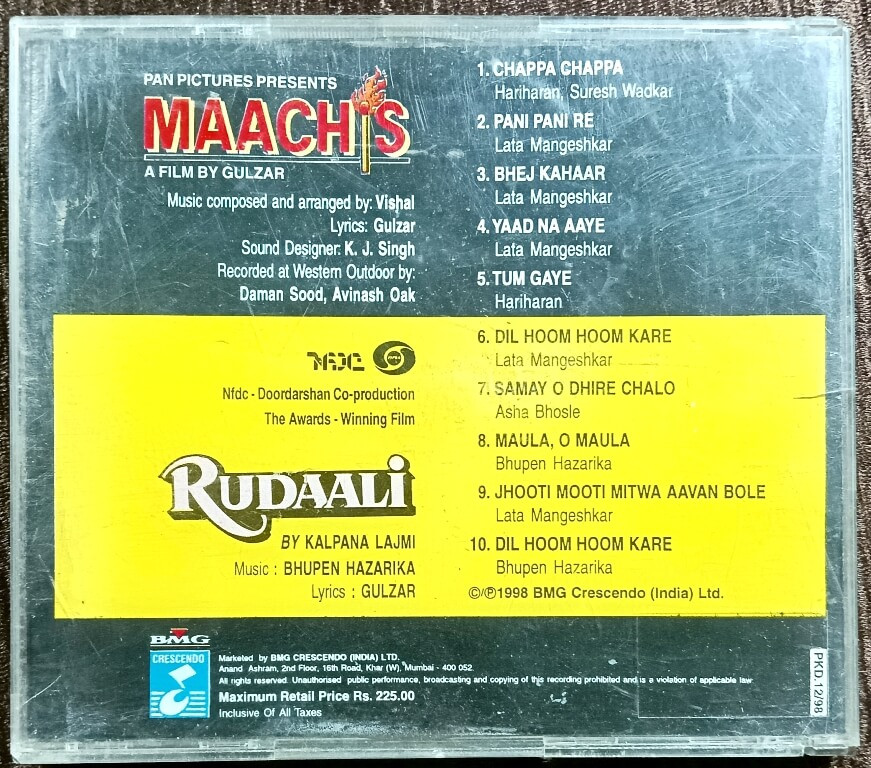 PAN PICTURES PRESENTS
MAACHIS
A FILM BY GULZAR
Music composed and arranged by: Vishal
Lyrics: Gulzar
Sound Designer: K. J. Singh
Recorded at Western Outdoor by:
Daman Sood, Avinash Oak
1. CHAPPA CHAPPA
Hariharan, Suresh Wadkar
2. PANI PANI RE
Lata Mangeshkar
3. BHEJ KAHAAR
Lata Mangeshkar
4. YAAD NA AAYE
Lata Mangeshkar
5. TUM GAYE
Hariharan
NFDC
Nfdc - Doordarshan Co-production
The Awards - Winning Film
RUDAALI
BY KALPANA LAJMI
Music : BHUPEN HAZARIKA
Lyrics : GULZAR
6. DIL HOOM HOOM KARE
Lata Mangeshkar
7. SAMAY O DHIRE CHALO
Asha Bhosle
8. MAULA, O MAULA
Bhupen Hazarika
9. JHOOTI MOOTI MITWA AAVAN BOLE
Lata Mangeshkar
10. DIL HOOM HOOM KARE
Bhupen Hazarika
©/℗1998 BMG Crescendo (India) Ltd.
BMG
CRESCENDO
Marketed by BMG CRESCENDO (INDIA) LTD.
Anand Ashram, 2nd Floor, 16th Road, Khar (W), Mumbai - 400 052.
All rights reserved. Unauthorised public performance, broadcasting and copying of this recording prohibited and is a violation of applicable law
Maximum Retail Price Rs. 225.00
Inclusive Of All Taxes
PKD.12/98